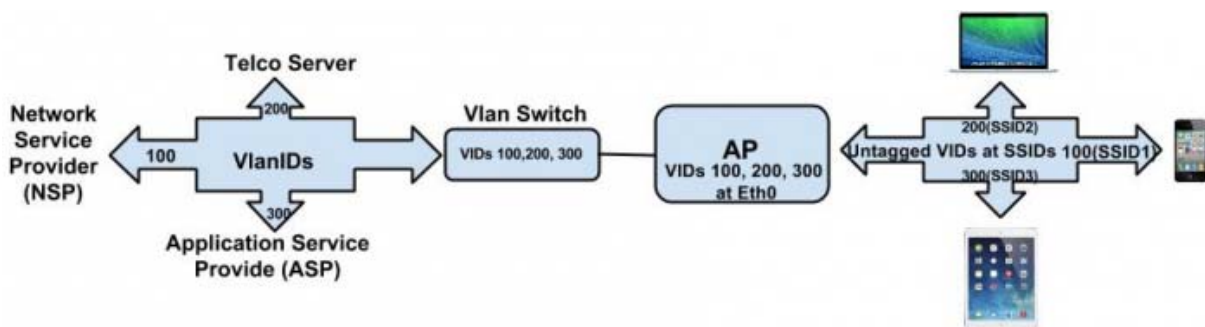 Telco Server
Network
Service
Provider
(NSP)
100
200
VlanIDs
300
Application Service
Provide (ASP)
Vlan Switch
VIDs 100,200, 300
AP
VIDs 100, 200, 300
at Eth0
200(SSID2)
Untagged VIDs at SSIDs 100(SSID1)
300(SSID3)